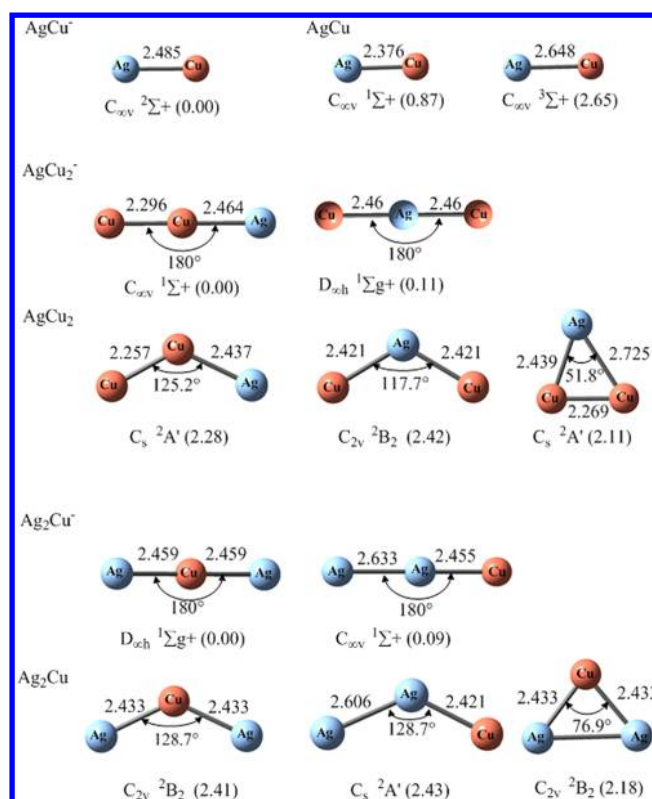 AgCu⁻ AgCu
2.485 2.376 2.648
Ag Cu Ag Cu Ag Cu
C∞v ²Σ+ (0.00) C∞v ¹Σ+ (0.87) C∞v ³Σ+ (2.65)
AgCu₂⁻
2.296 2.464 2.46 2.46
Cu Cu Ag Cu Ag Cu
180° 180°
C∞v ¹Σ+ (0.00) D∞h ¹Σg+ (0.11)
AgCu₂
Cu Ag Ag
2.257 2.437 2.421 2.421 2.439 2.725
125.2° 117.7° 51.8°
Cu Ag Cu Cu Cu Cu
2.269
Cs ²A' (2.28) C₂v ²B₂ (2.42) Cs ²A' (2.11)
Ag₂Cu⁻
2.459 2.459 2.633 2.455
Ag Cu Ag Ag Ag Cu
180° 180°
D∞h ¹Σg+ (0.00) C∞v ¹Σ+ (0.09)
Ag₂Cu
Cu Ag Cu
2.433 2.433 2.606 2.421 2.433 2.433
128.7° 128.7° 76.9°
Ag Ag Ag Cu Ag Ag
C₂v ²B₂ (2.41) Cs ²A' (2.43) C₂v ²B₂ (2.18)